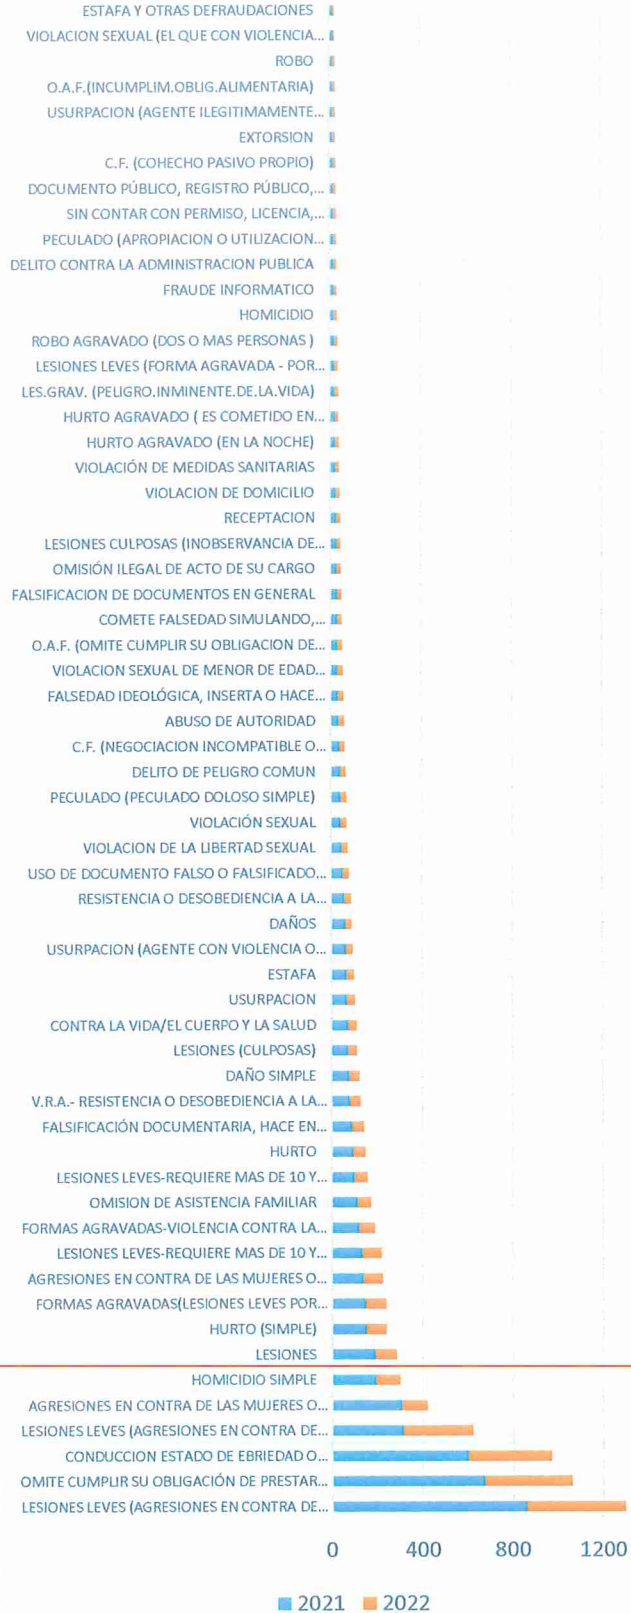 ESTAFA Y OTRAS DEFRAUDACIONES
VIOLACION SEXUAL (EL QUE CON VIOLENCIA...
ROBO
O.A.F.(INCUMPLIM.OBLIG.ALIMENTARIA)
USURPACION (AGENTE ILEGITIMAMENTE...
EXTORSION
C.F. (COHECHO PASIVO PROPIO)
DOCUMENTO PÚBLICO, REGISTRO PÚBLICO,...
SIN CONTAR CON PERMISO, LICENCIA,...
PECULADO (APROPIACION O UTILIZACION...
DELITO CONTRA LA ADMINISTRACION PUBLICA
FRAUDE INFORMATICO
HOMICIDIO
ROBO AGRAVADO (DOS O MAS PERSONAS )
LESIONES LEVES (FORMA AGRAVADA - POR...
LES.GRAV. (PELIGRO.INMINENTE.DE.LA.VIDA)
HURTO AGRAVADO ( ES COMETIDO EN...
HURTO AGRAVADO (EN LA NOCHE)
VIOLACIÓN DE MEDIDAS SANITARIAS
VIOLACION DE DOMICILIO
RECEPTACION
LESIONES CULPOSAS (INOBSERVANCIA DE...
OMISIÓN ILEGAL DE ACTO DE SU CARGO
FALSIFICACION DE DOCUMENTOS EN GENERAL
COMETE FALSEDAD SIMULANDO,...
O.A.F. (OMITE CUMPLIR SU OBLIGACION DE...
VIOLACION SEXUAL DE MENOR DE EDAD...
FALSEDAD IDEOLÓGICA, INSERTA O HACE...
ABUSO DE AUTORIDAD
C.F. (NEGOCIACION INCOMPATIBLE O...
DELITO DE PELIGRO COMUN
PECULADO (PECULADO DOLOSO SIMPLE)
VIOLACIÓN SEXUAL
VIOLACION DE LA LIBERTAD SEXUAL
USO DE DOCUMENTO FALSO O FALSIFICADO...
RESISTENCIA O DESOBEDIENCIA A LA...
DAÑOS
USURPACION (AGENTE CON VIOLENCIA O...
ESTAFA
USURPACION
CONTRA LA VIDA/EL CUERPO Y LA SALUD
LESIONES (CULPOSAS)
DAÑO SIMPLE
V.R.A.- RESISTENCIA O DESOBEDIENCIA A LA...
FALSIFICACIÓN DOCUMENTARIA, HACE EN...
HURTO
LESIONES LEVES-REQUIERE MAS DE 10 Y...
OMISION DE ASISTENCIA FAMILIAR
FORMAS AGRAVADAS-VIOLENCIA CONTRA LA...
LESIONES LEVES-REQUIERE MAS DE 10 Y...
AGRESIONES EN CONTRA DE LAS MUJERES O...
FORMAS AGRAVADAS(LESIONES LEVES POR...
HURTO (SIMPLE)
LESIONES
HOMICIDIO SIMPLE
AGRESIONES EN CONTRA DE LAS MUJERES O...
LESIONES LEVES (AGRESIONES EN CONTRA DE...
CONDUCCION ESTADO DE EBRIEDAD O...
OMITE CUMPLIR SU OBLIGACIÓN DE PRESTAR...
LESIONES LEVES (AGRESIONES EN CONTRA DE...
0 400 800 1200
2021 2022